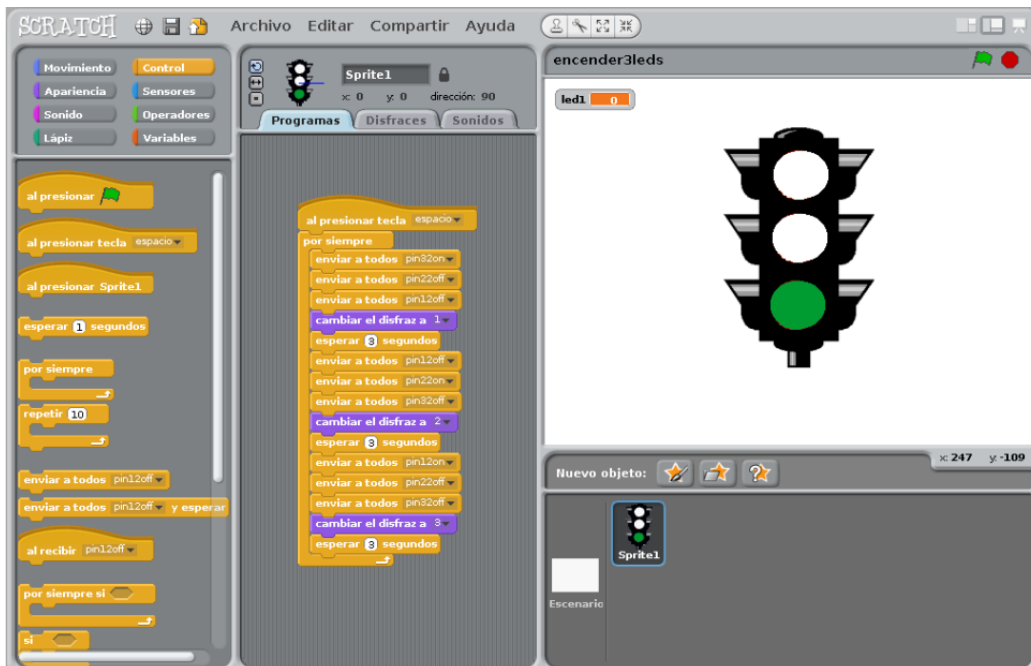 SCRATCH
Archivo Editar Compartir Ayuda
Movimiento Control
Apariencia Sensores
Sonido Operadores
Lápiz Variables
al presionar
al presionar tecla espacio
al presionar Sprite1
esperar 1 segundos
por siempre
repetir 10
enviar a todos pin12off
enviar a todos pin12off y esperar
al recibir pin12off
por siempre si
si
Sprite1
x: 0 y: 0 dirección: 90
Programas Disfraces Sonidos
al presionar tecla espacio
por siempre
enviar a todos pin32on
enviar a todos pin22off
enviar a todos pin12off
cambiar el disfraz a 1
esperar 3 segundos
enviar a todos pin12off
enviar a todos pin22on
enviar a todos pin32off
cambiar el disfraz a 2
esperar 3 segundos
enviar a todos pin12on
enviar a todos pin22off
enviar a todos pin32off
cambiar el disfraz a 3
esperar 3 segundos
encender3leds
led1 0
x: 247 y: -109
Nuevo objeto:
Sprite1
Escenario